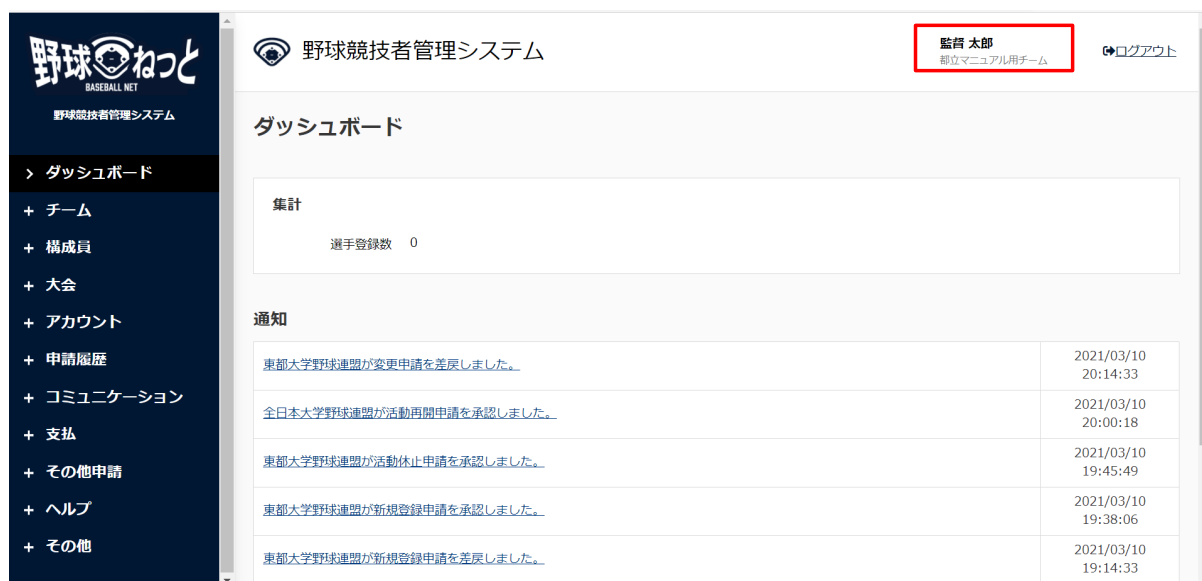 野球ねっと
BASEBALL NET
野球競技者管理システム
ダッシュボード
チーム
構成員
大会
アカウント
申請履歴
コミュニケーション
支払
その他申請
ヘルプ
その他
野球競技者管理システム
監督 太郎
都立マニュアル用チーム
ログアウト
ダッシュボード
集計
選手登録数 0
通知
東都大学野球連盟が変更申請を差戻しました。
2021/03/10
20:14:33
全日本大学野球連盟が活動再開申請を承認しました。
2021/03/10
20:00:18
東都大学野球連盟が活動休止申請を承認しました。
2021/03/10
19:45:49
東都大学野球連盟が新規登録申請を承認しました。
2021/03/10
19:38:06
東都大学野球連盟が新規登録申請を差戻しました。
2021/03/10
19:14:33